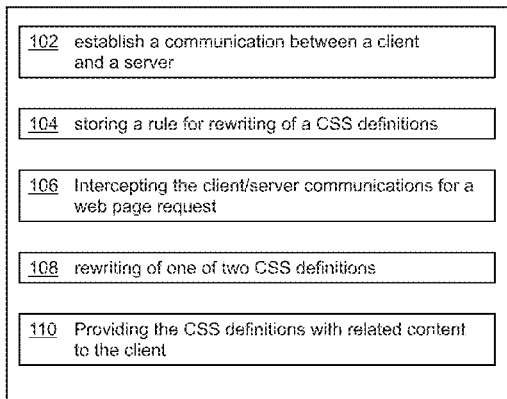 102 establish a communication between a client
and a server
104 storing a rule for rewriting of a CSS definitions
106 Intercepting the client/server communications for a
web page request
108 rewriting of one of two CSS definitions
110 Providing the CSS definitions with related content
to the client